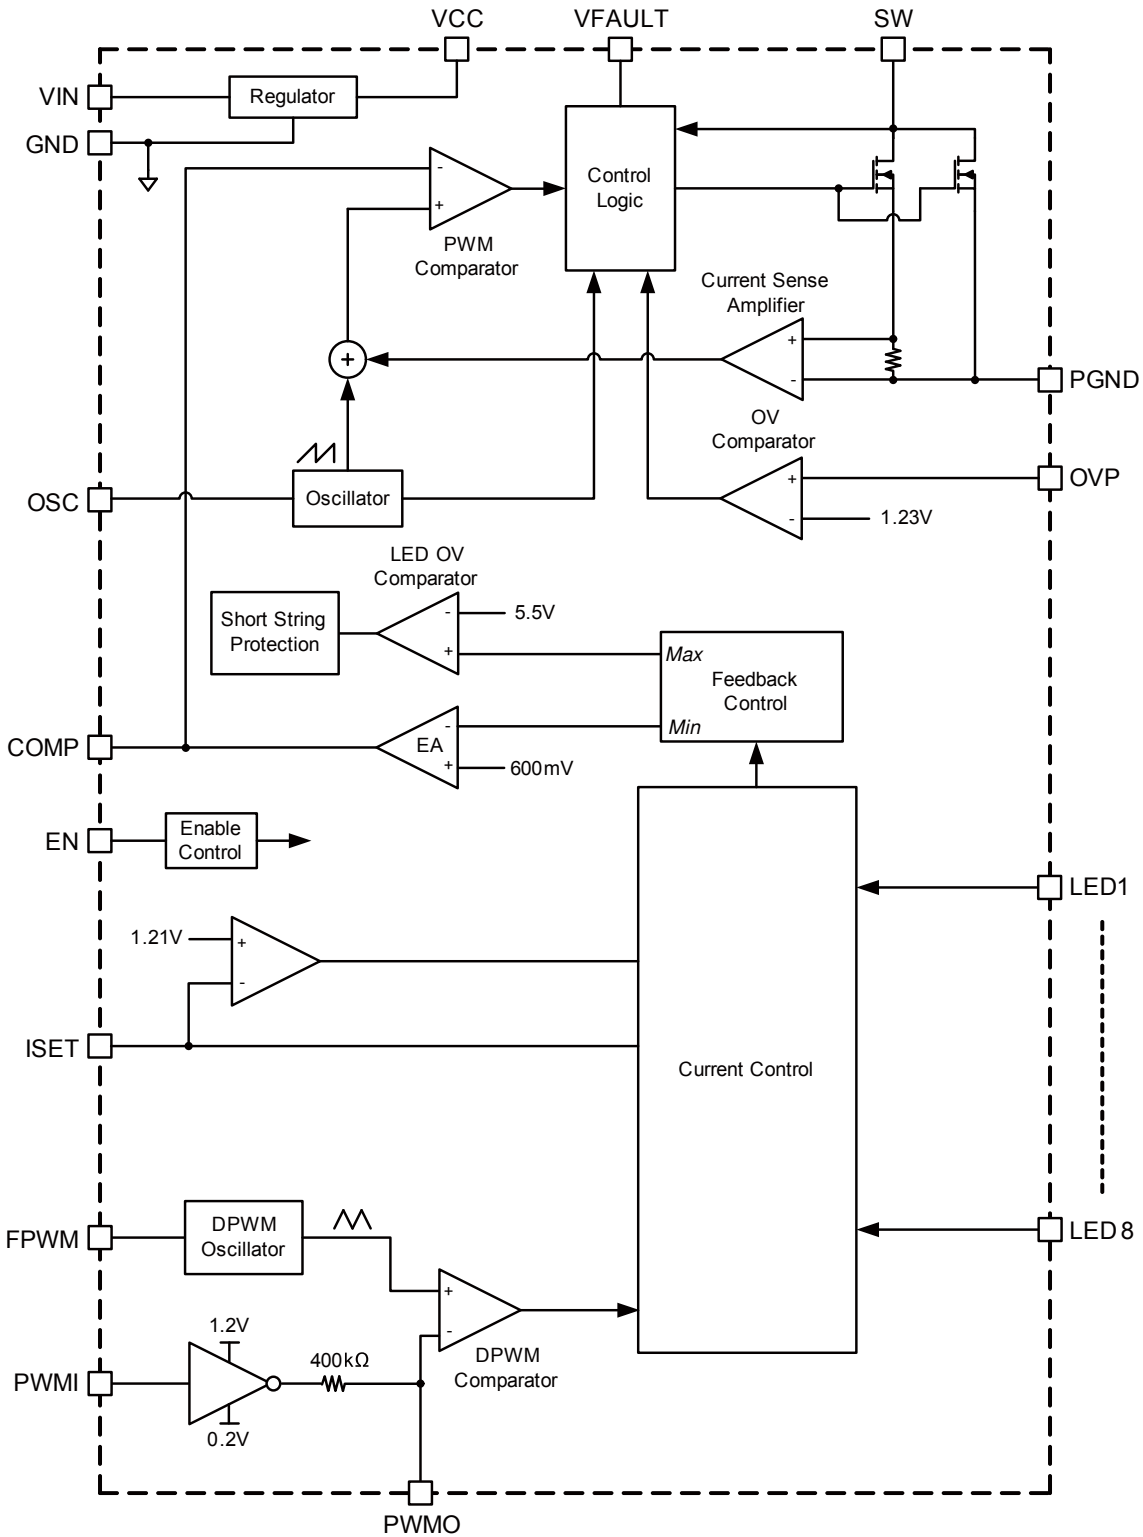 VCC
VFAULT
SW
VIN
Regulator
GND
-
+
PWM
Comparator
Control
Logic
Current Sense
Amplifier
+
-
+
PGND
OV
Comparator
+
-
1.23V
OVP
OSC
Oscillator
LED OV
Comparator
Short String
Protection
-
+
5.5V
Max
Feedback
Control
Min
COMP
EA
-
+
600mV
EN
Enable
Control
LED1
1.21V
+
-
ISET
Current Control
FPWM
DPWM
Oscillator
LED8
+
-
DPWM
Comparator
1.2V
400kΩ
PWMI
0.2V
PWMO